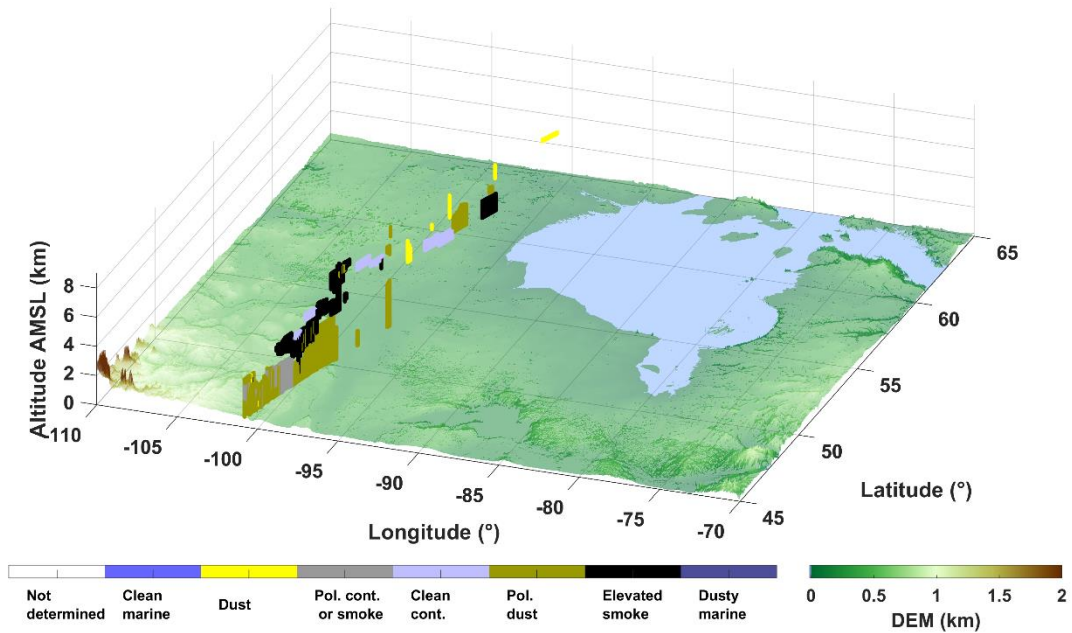 8
6
4
2
0
Altitude AMSL (km)
-110
-105
-100
-95
-90
-85
-80
-75
-70
Longitude (°)
45
50
55
60
65
Latitude (°)
Not determined
Clean marine
Dust
Pol. cont. or smoke
Clean cont.
Pol. dust
Elevated smoke
Dusty marine
0 0.5 1 1.5 2
DEM (km)